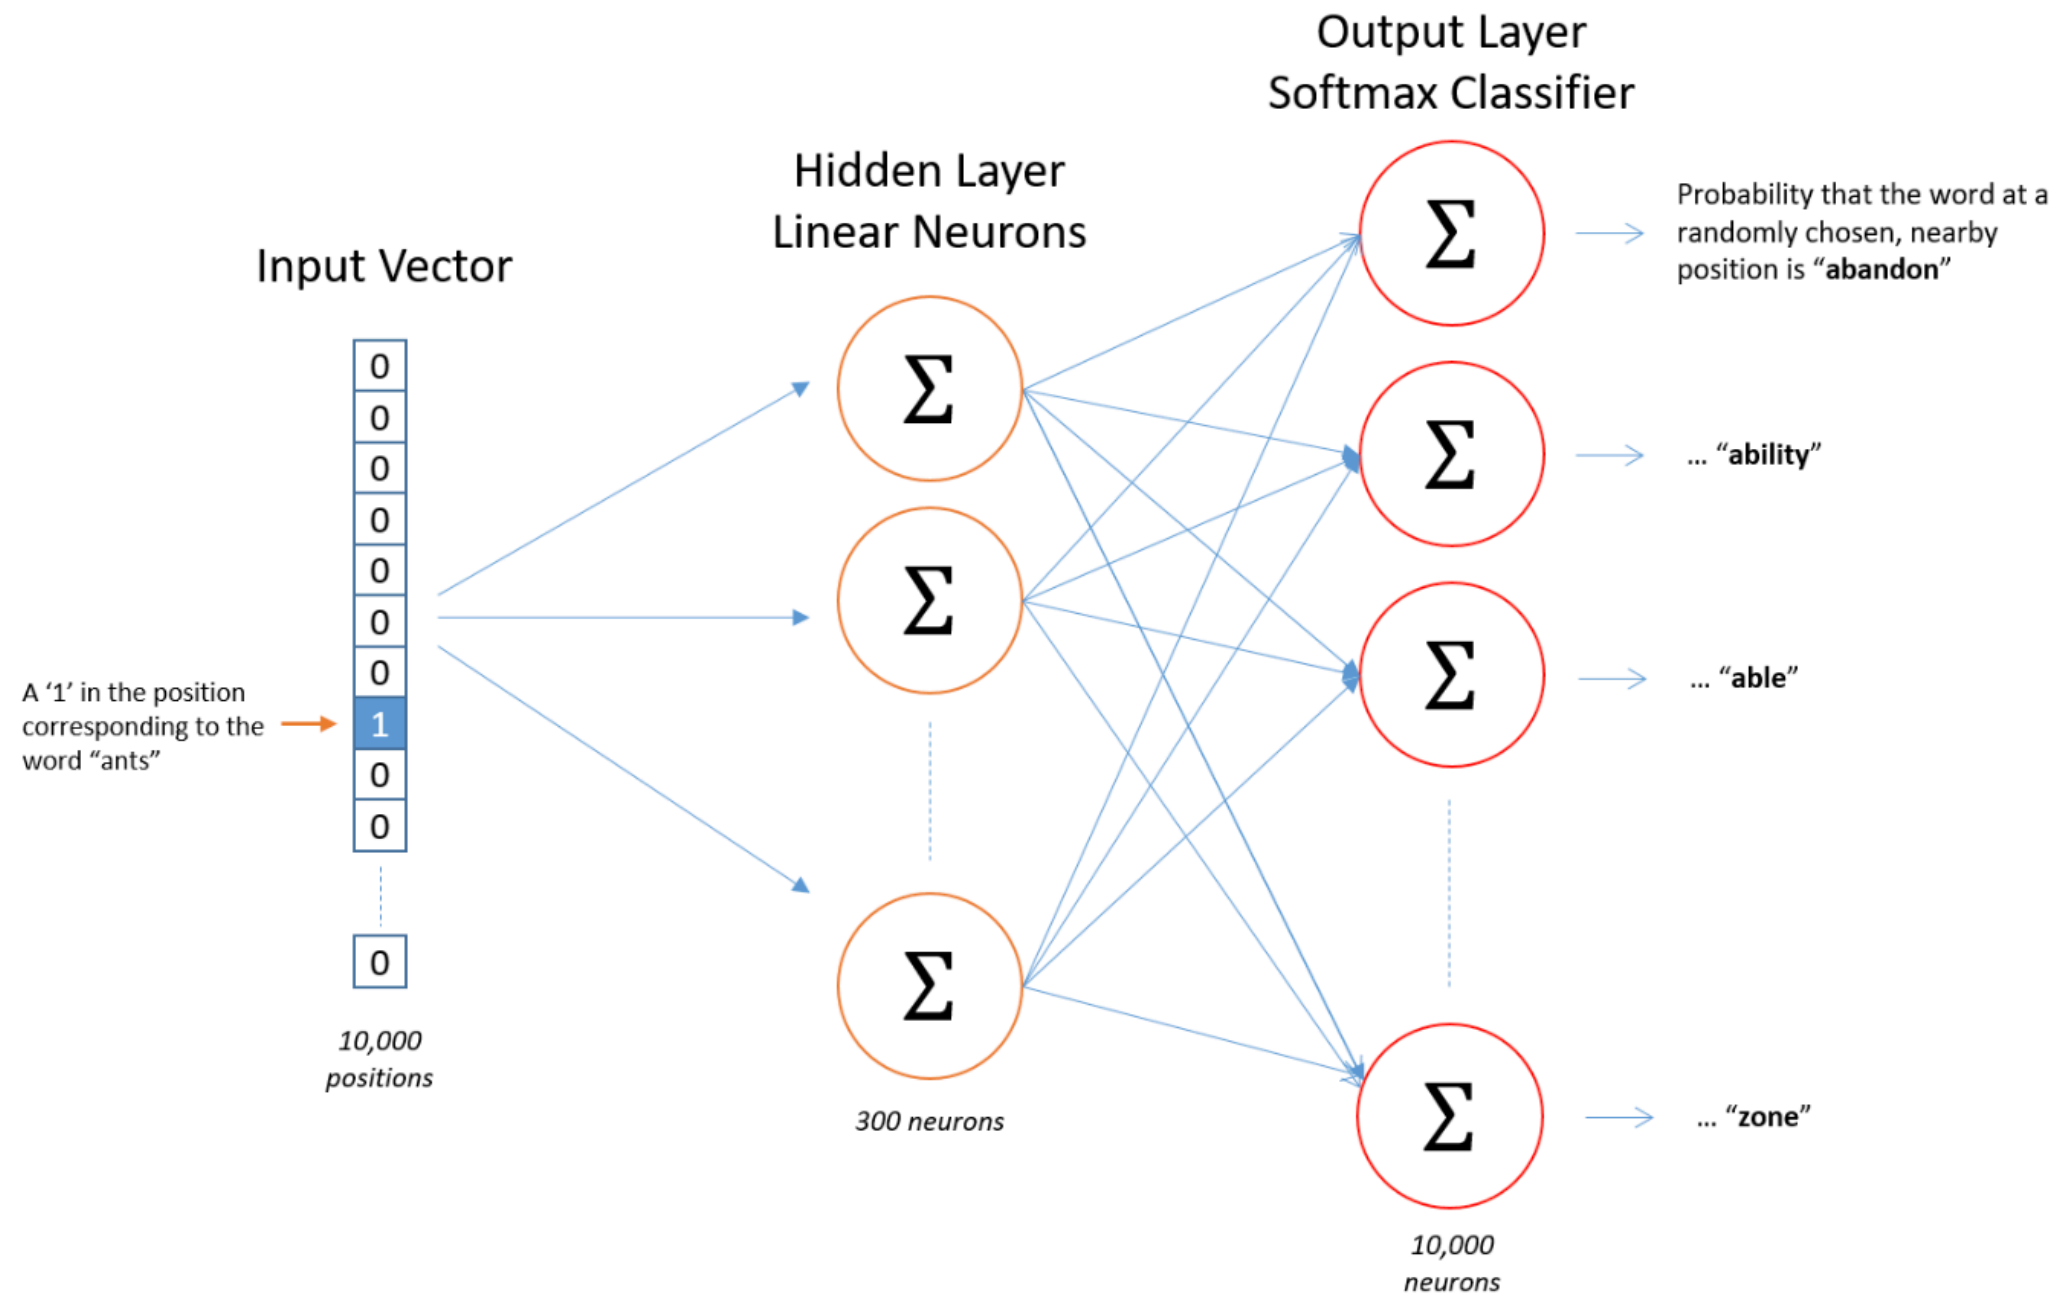 Output Layer
Softmax Classifier
Hidden Layer
Linear Neurons
Input Vector
Probability that the word at a
randomly chosen, nearby
position is “abandon”
... “ability”
... “able”
... “zone”
A ‘1’ in the position
corresponding to the
word “ants”
0
0
0
0
0
0
0
1
0
0
0
Σ
Σ
Σ
Σ
Σ
Σ
Σ
10,000
positions
300 neurons
10,000
neurons